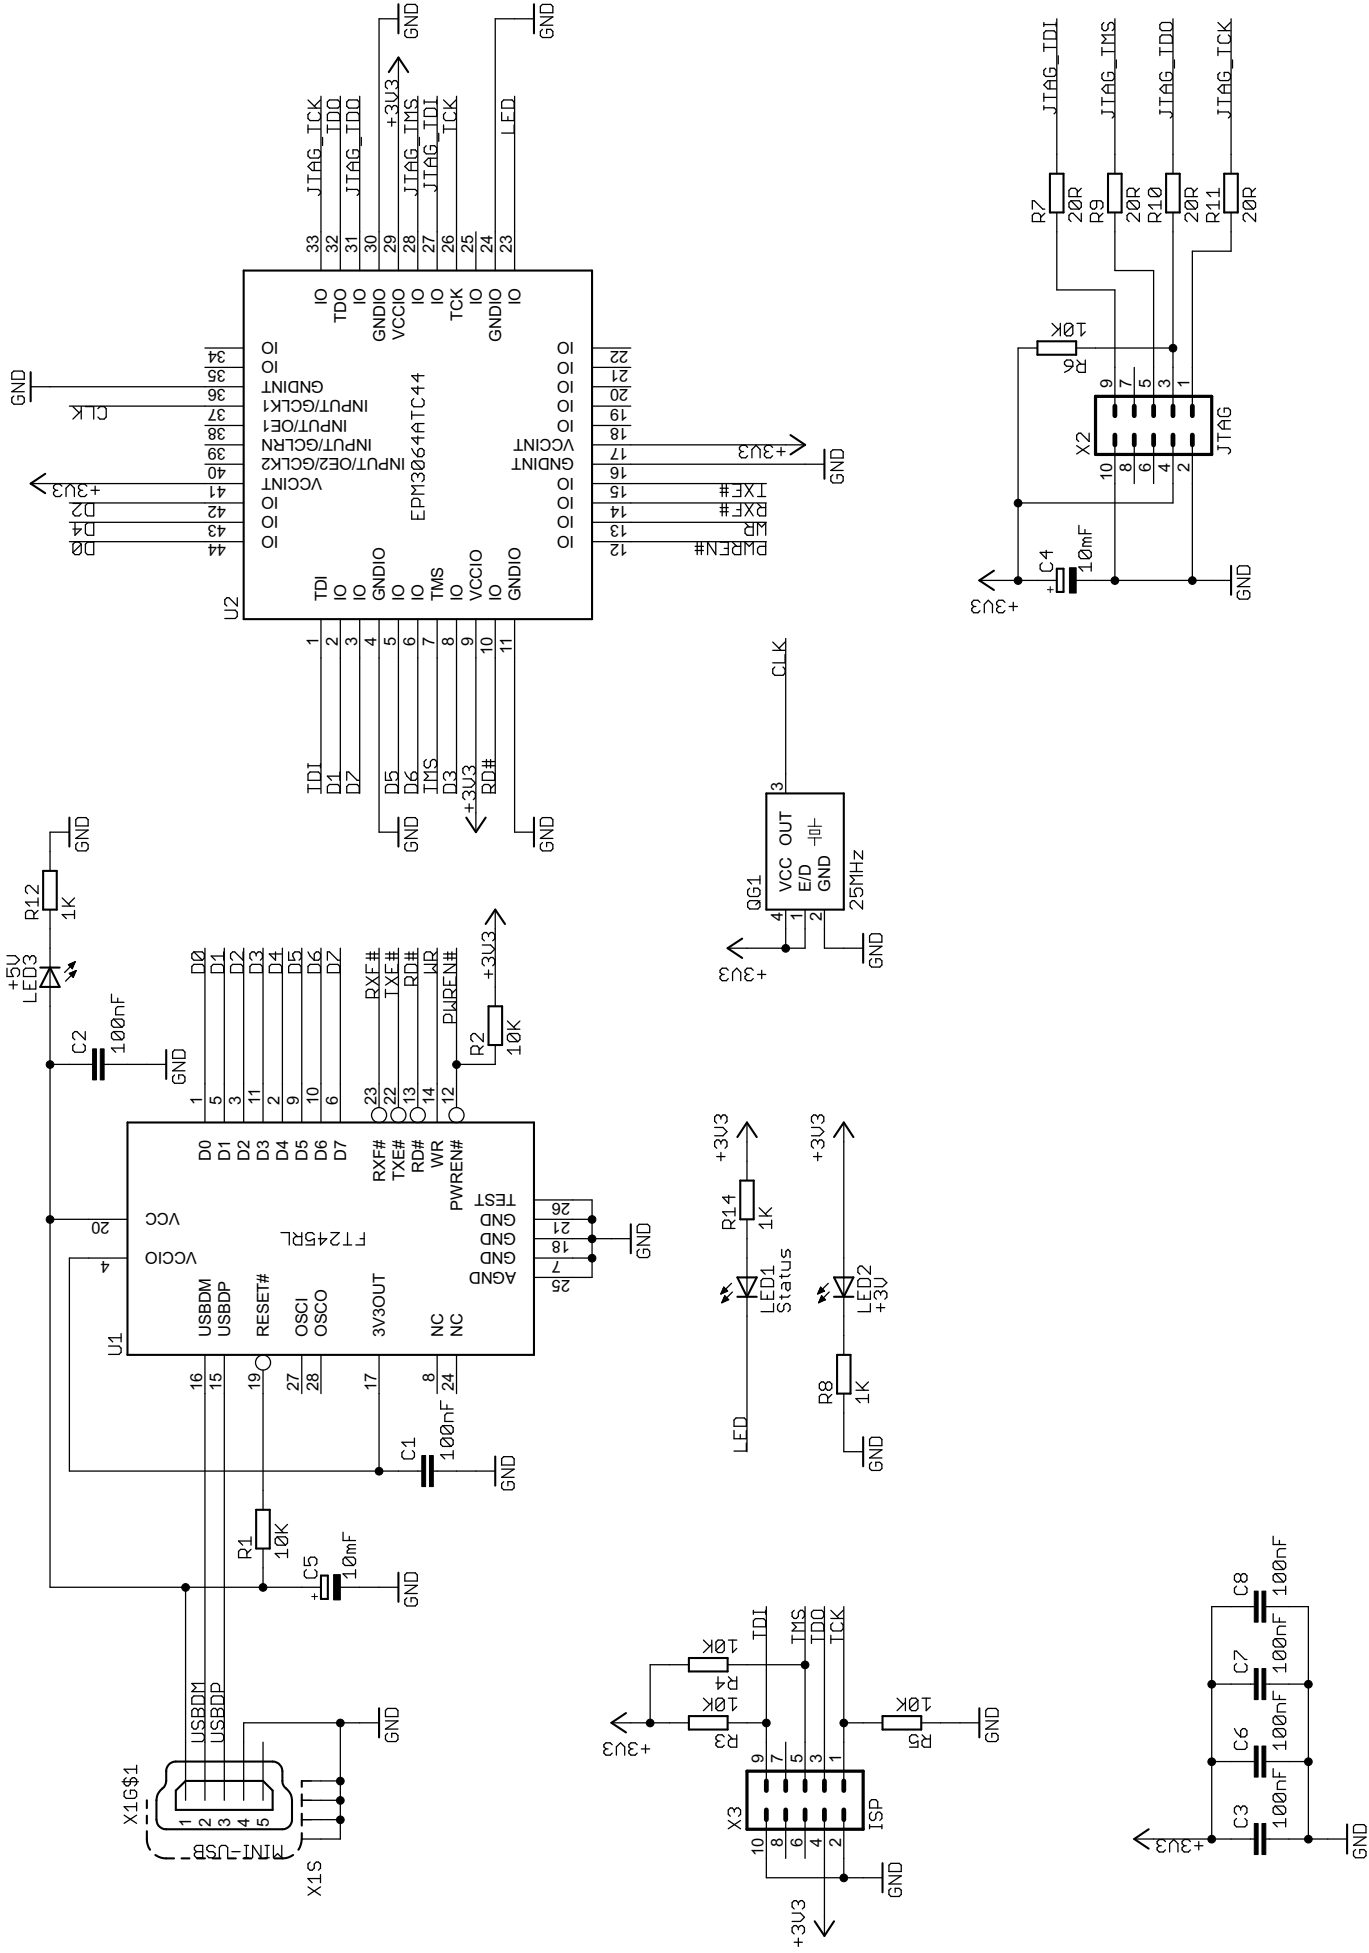 X1G$1
1
2
3
4
5
MINI-USB
X1S
USBDM
USBDP
GND
C5
10mF
GND
R1
10K
C1
100nF
GND
U1
16 USBDM
15 USBDP
19 RESET#
27 OSCI
28 OSCO
17 3V3OUT
8 NC
24 NC
4 VCCIO
20 VCC
FT245RL
25 AGND
7 GND
18 GND
21 GND
26 TEST
GND
D0 1 D0
D1 5 D1
D2 3 D2
D3 11 D3
D4 2 D4
D5 9 D5
D6 10 D6
D7 6 D7
RXF# 23 RXF#
TXE# 22 TXE#
RD# 13 RD#
WR 14 WR
PWREN# 12 PWREN#
R2
10K
+3V3
C2
100nF
GND
+5V
LED3
R12
1K
GND
U2
EPM3064ATC44
TDI 1 TDI
D1 2 IO
D7 3 IO
GND 4 GNDIO
D5 5 IO
D6 6 IO
TMS 7 TMS
D3 8 IO
+3V3 9 VCCIO
RD# 10 IO
GND 11 GNDIO
D0 44 IO
D4 43 IO
D2 42 IO
+3V3 41 VCCINT
40 INPUT/OE2/GCLK2
39 INPUT/GCLRN
38 INPUT/OE1
CLK 37 INPUT/GCLK1
GND 36 GNDINT
35 IO
34 IO
IO 33 JTAG_TCK
TDO 32 TDO
IO 31 JTAG_TDO
GNDIO 30 GND
VCCIO 29 +3V3
IO 28 JTAG_TMS
IO 27 JTAG_TDI
TCK 26 TCK
IO 25
GNDIO 24 GND
IO 23 LED
IO 12 PWREN#
IO 13 WR
IO 14 RXF#
IO 15 TXE#
GNDINT 16 GND
VCCINT 17 +3V3
IO 18
IO 19
IO 20
IO 21
IO 22
LED
LED1
Status
R14
1K
+3V3
GND
R8
1K
LED2
+3V
+3V3
QG1
4 VCC
1 E/D
2 GND
OUT 3
25MHz
+3V3
GND
CLK
X3
ISP
10
8
6
4
2
9
7
5
3
1
+3V3
GND
+3V3
R3
10K
R4
10K
R5
10K
GND
TDI
TMS
TDO
TCK
+3V3
C4
10mF
GND
X2
JTAG
10
8
6
4
2
9
7
5
3
1
R6
10K
R7
20R
R9
20R
R10
20R
R11
20R
JTAG_TDI
JTAG_TMS
JTAG_TDO
JTAG_TCK
+3V3
C3
100nF
C6
100nF
C7
100nF
C8
100nF
GND